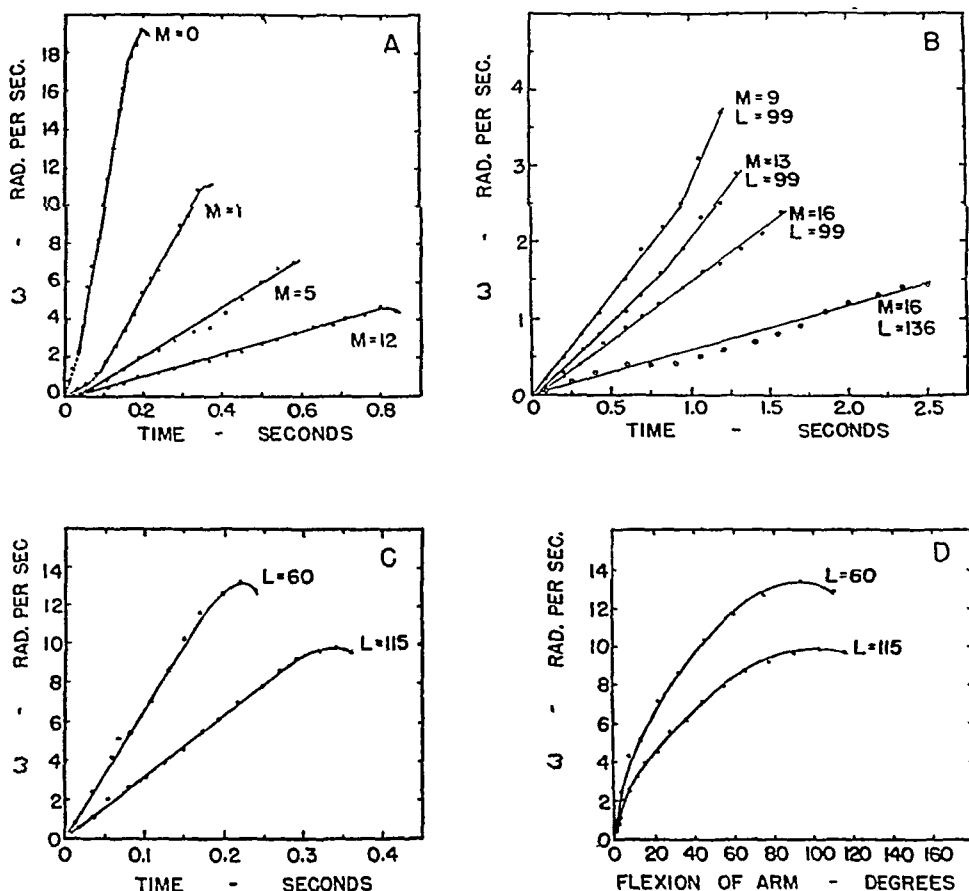 A
ω - RAD. PER SEC.
18
16
14
12
10
8
6
4
2
0
M=0
M=1
M=5
M=12
0 0.2 0.4 0.6 0.8
TIME - SECONDS
B
ω - RAD. PER SEC.
4
3
2
1
0
M=9
L=99
M=13
L=99
M=16
L=99
M=16
L=136
0 0.5 1.0 1.5 2.0 2.5
TIME - SECONDS
C
ω - RAD. PER SEC.
14
12
10
8
6
4
2
0
L=60
L=115
0 0.1 0.2 0.3 0.4
TIME - SECONDS
D
ω - RAD. PER SEC.
14
12
10
8
6
4
2
0
L=60
L=115
0 20 40 60 80 100 120 140 160
FLEXION OF ARM - DEGREES